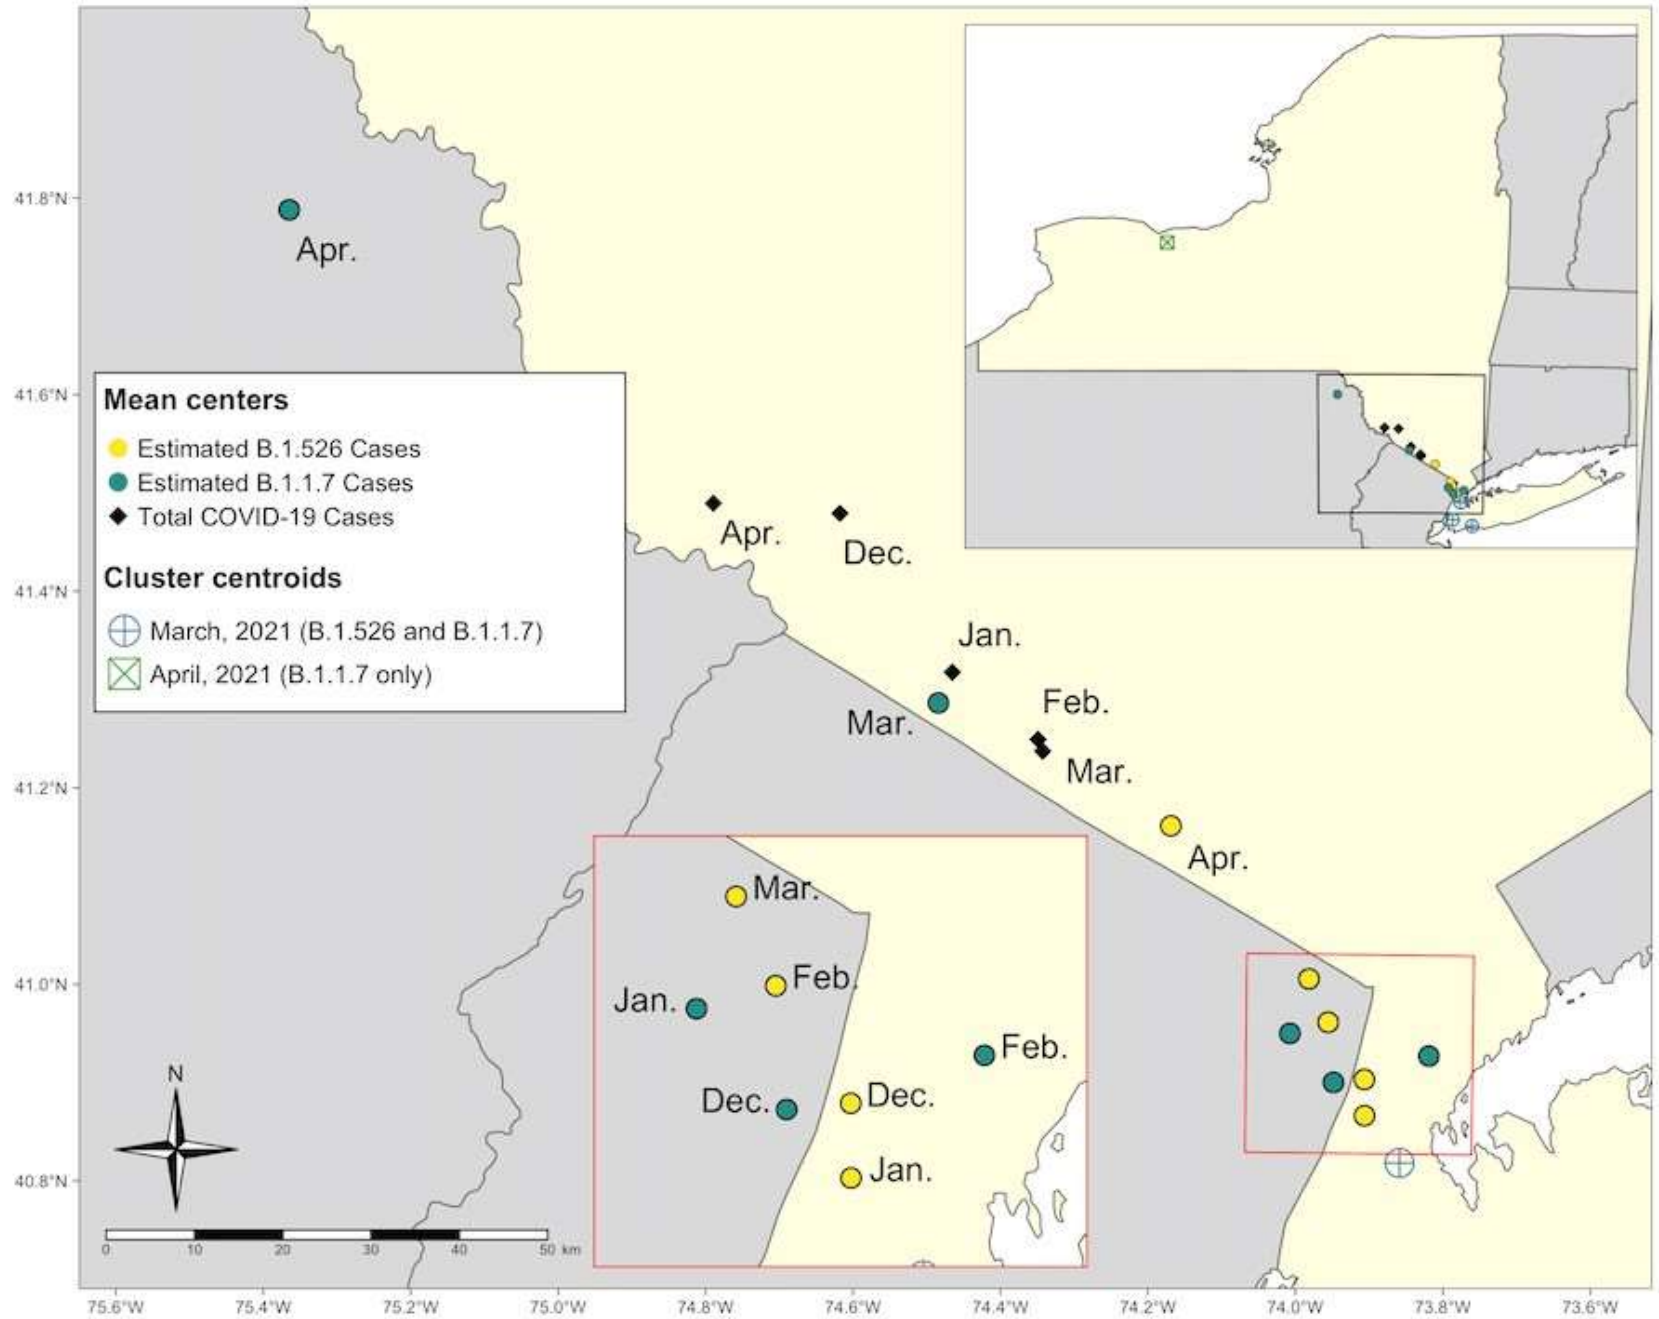 41.8°N
Apr.
41.6°N
Mean centers
Estimated B.1.526 Cases
Estimated B.1.1.7 Cases
Total COVID-19 Cases
Cluster centroids
March, 2021 (B.1.526 and B.1.1.7)
April, 2021 (B.1.1.7 only)
Apr.
Dec.
41.4°N
Jan.
Mar.
Feb.
Mar.
41.2°N
Apr.
Mar.
Feb.
Jan.
Feb.
Dec.
Dec.
Jan.
41.0°N
N
40.8°N
0 10 20 30 40 50 km
75.6°W 75.4°W 75.2°W 75.0°W 74.8°W 74.6°W 74.4°W 74.2°W 74.0°W 73.8°W 73.6°W